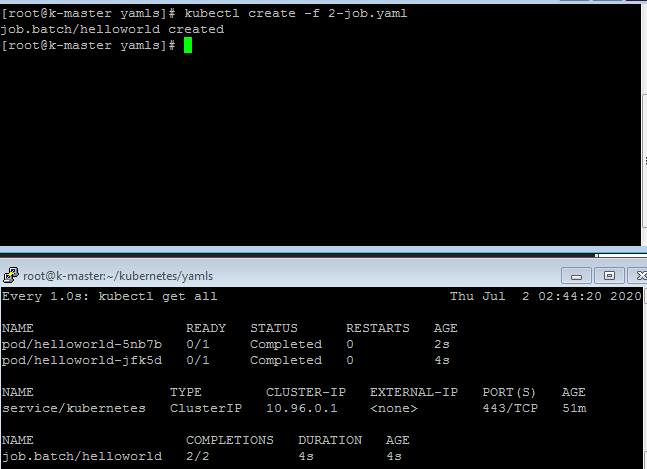 [root@k-master yamls]# kubectl create -f 2-job.yaml
job.batch/helloworld created
[root@k-master yamls]#
root@k-master:~/kubernetes/yamls
Every 1.0s: kubectl get all Thu Jul 2 02:44:20 2020
NAME READY STATUS RESTARTS AGE
pod/helloworld-5nb7b 0/1 Completed 0 2s
pod/helloworld-jfk5d 0/1 Completed 0 4s
NAME TYPE CLUSTER-IP EXTERNAL-IP PORT(S) AGE
service/kubernetes ClusterIP 10.96.0.1 <none> 443/TCP 51m
NAME COMPLETIONS DURATION AGE
job.batch/helloworld 2/2 4s 4s